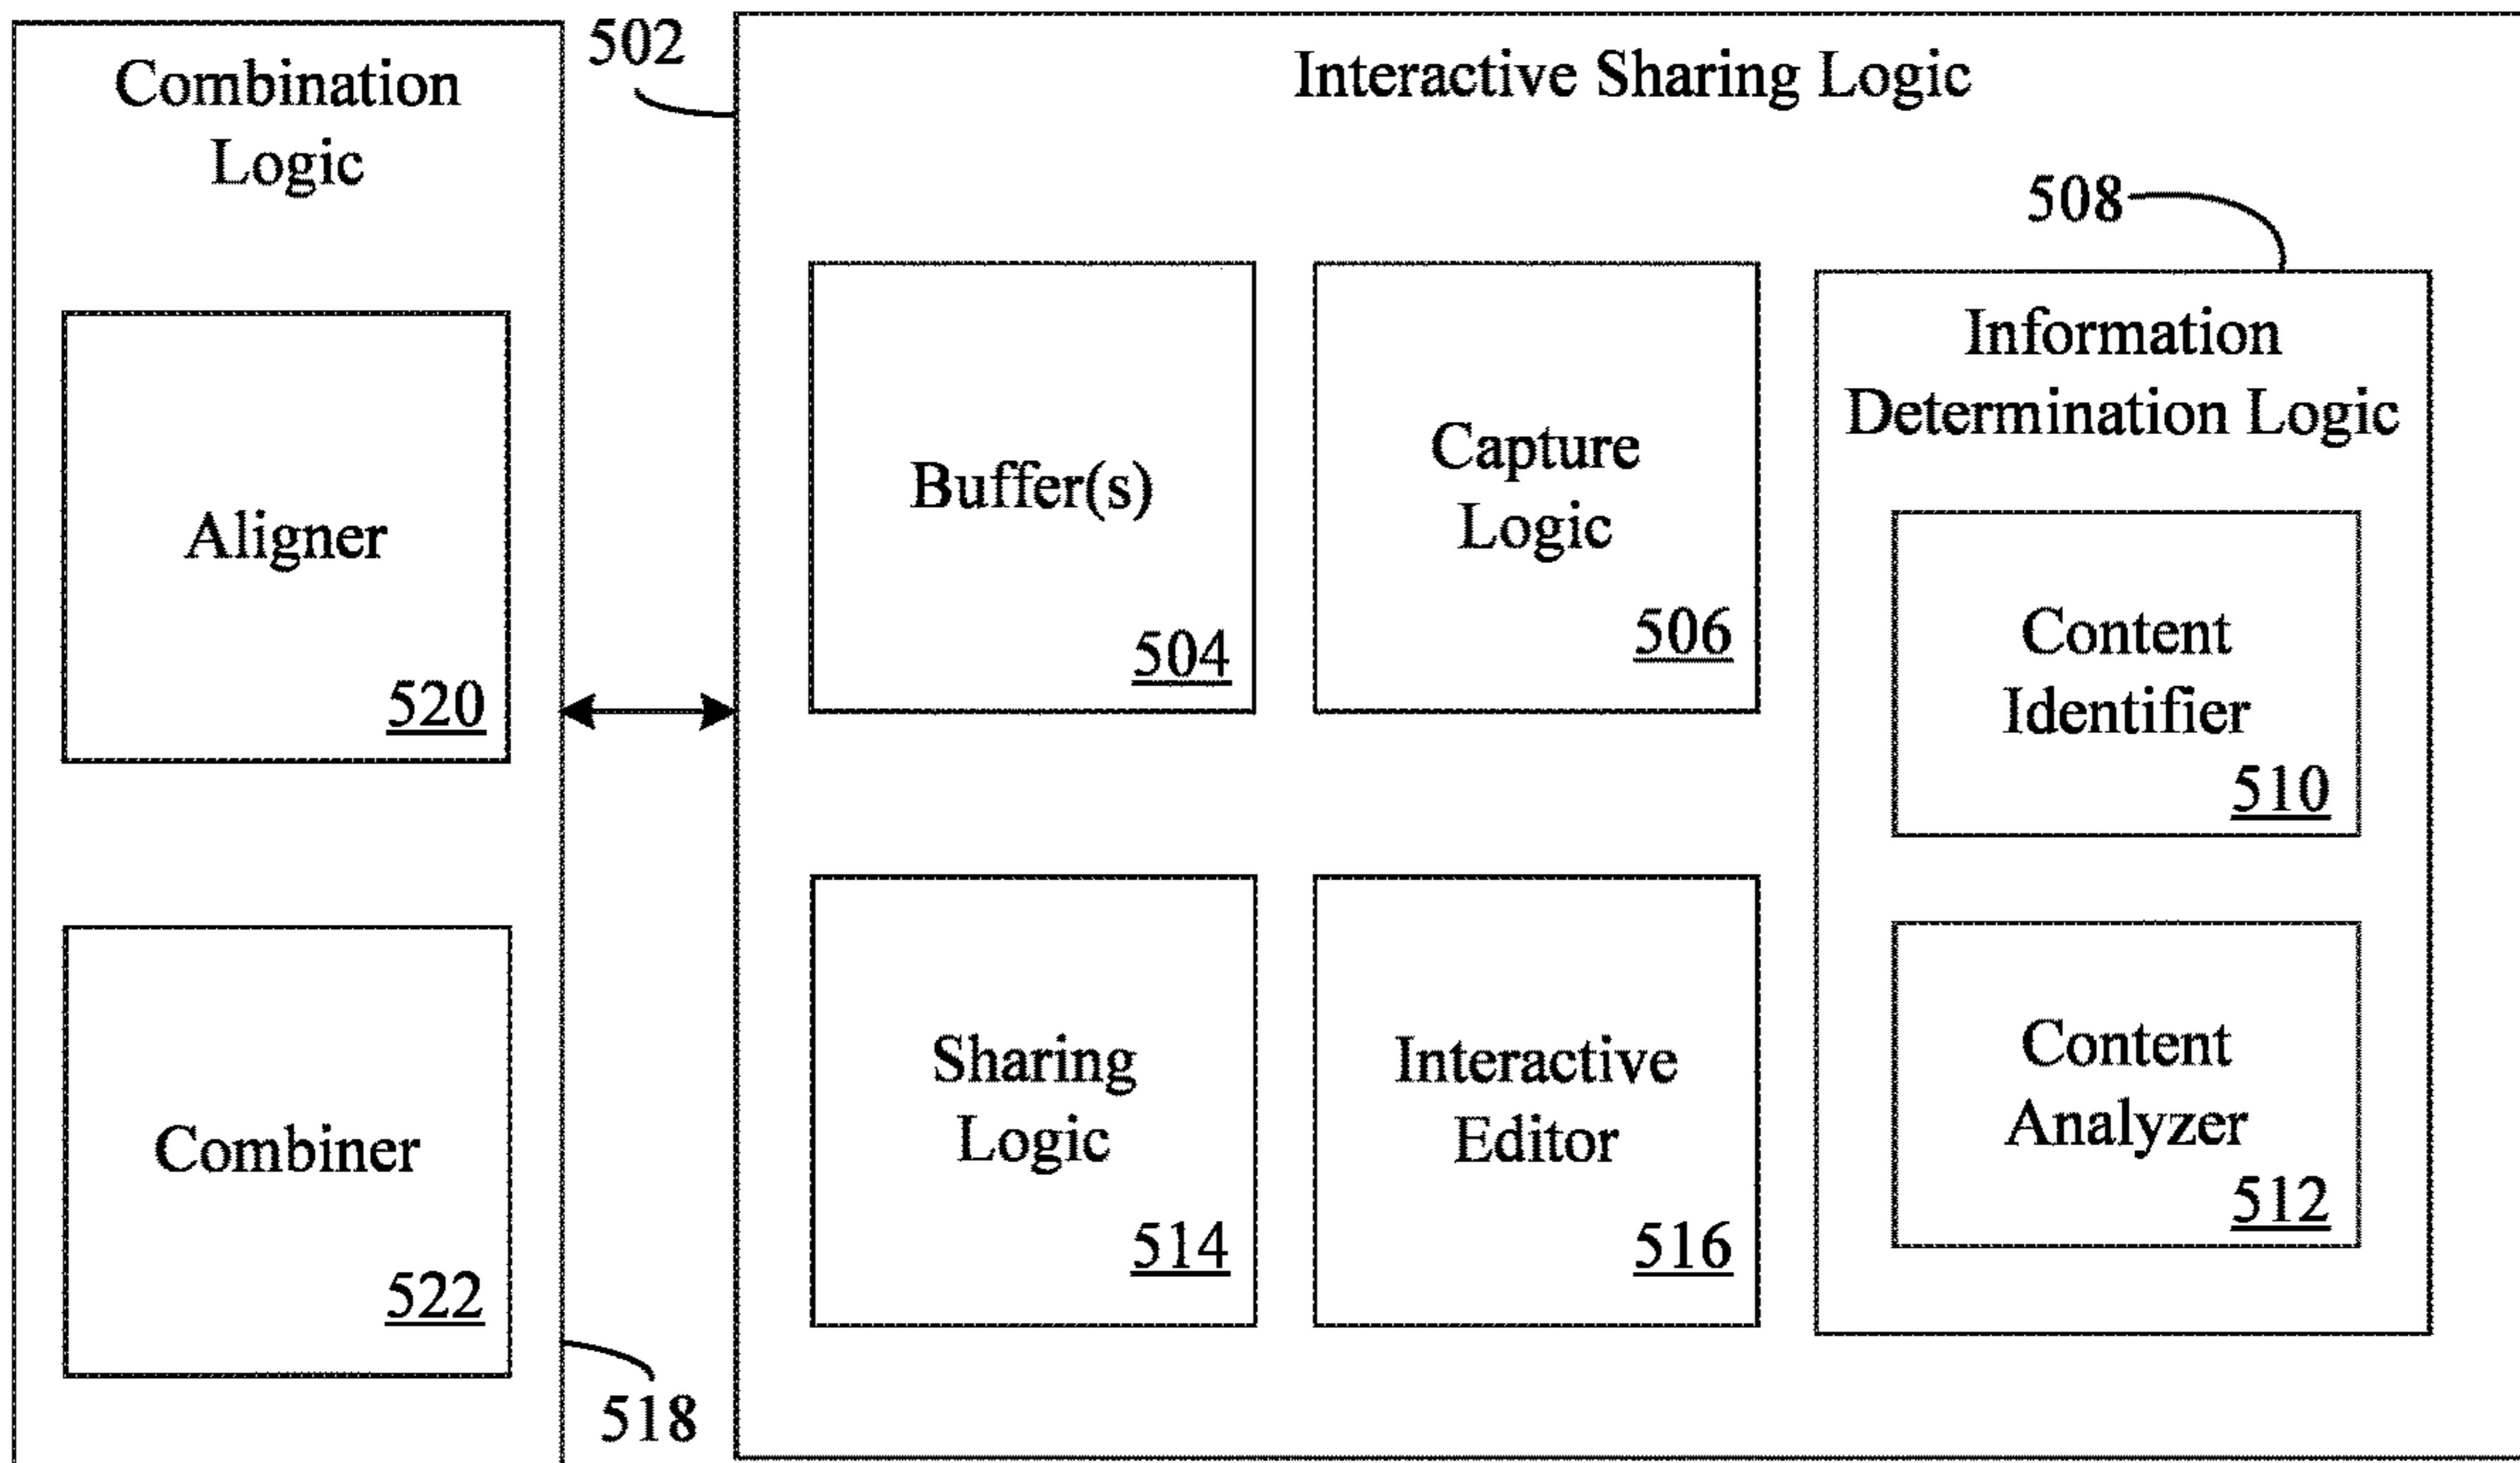 Combination
Logic
Aligner
520
Combiner
522
518
502
Interactive Sharing Logic
Buffer(s)
504
Capture
Logic
506
508
Information
Determination Logic
Content
Identifier
510
Sharing
Logic
514
Interactive
Editor
516
Content
Analyzer
512